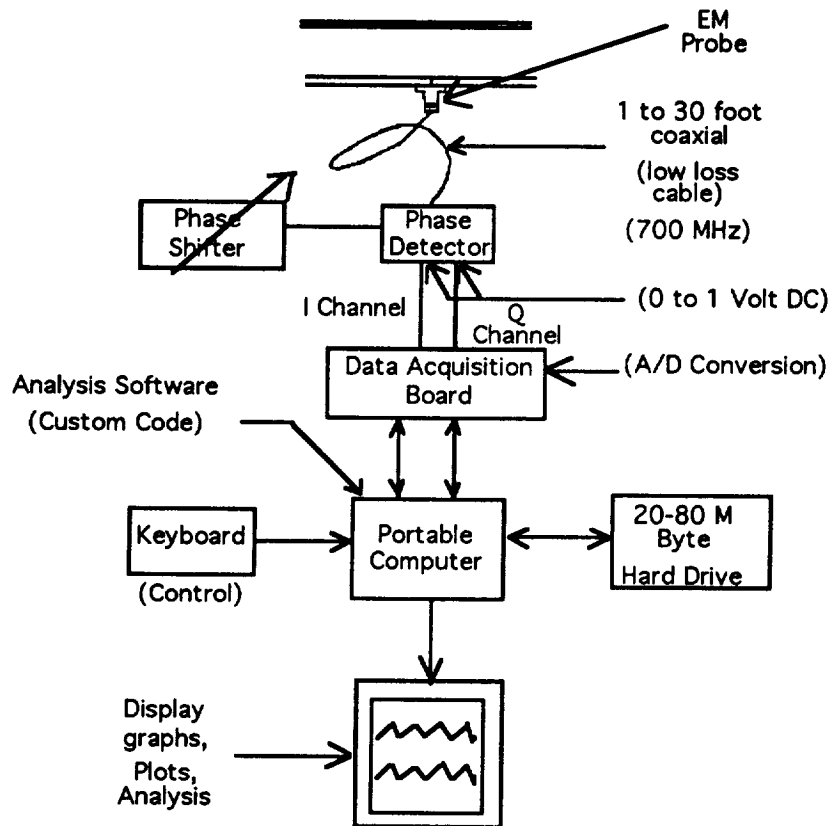 EM
Probe
1 to 30 foot
coaxial
(low loss
cable)
(700 MHz)
Phase
Shifter
Phase
Detector
I Channel
Q
Channel
(0 to 1 Volt DC)
Data Acquisition
Board
(A/D Conversion)
Analysis Software
(Custom Code)
Keyboard
(Control)
Portable
Computer
20-80 M
Byte
Hard Drive
Display
graphs,
Plots,
Analysis